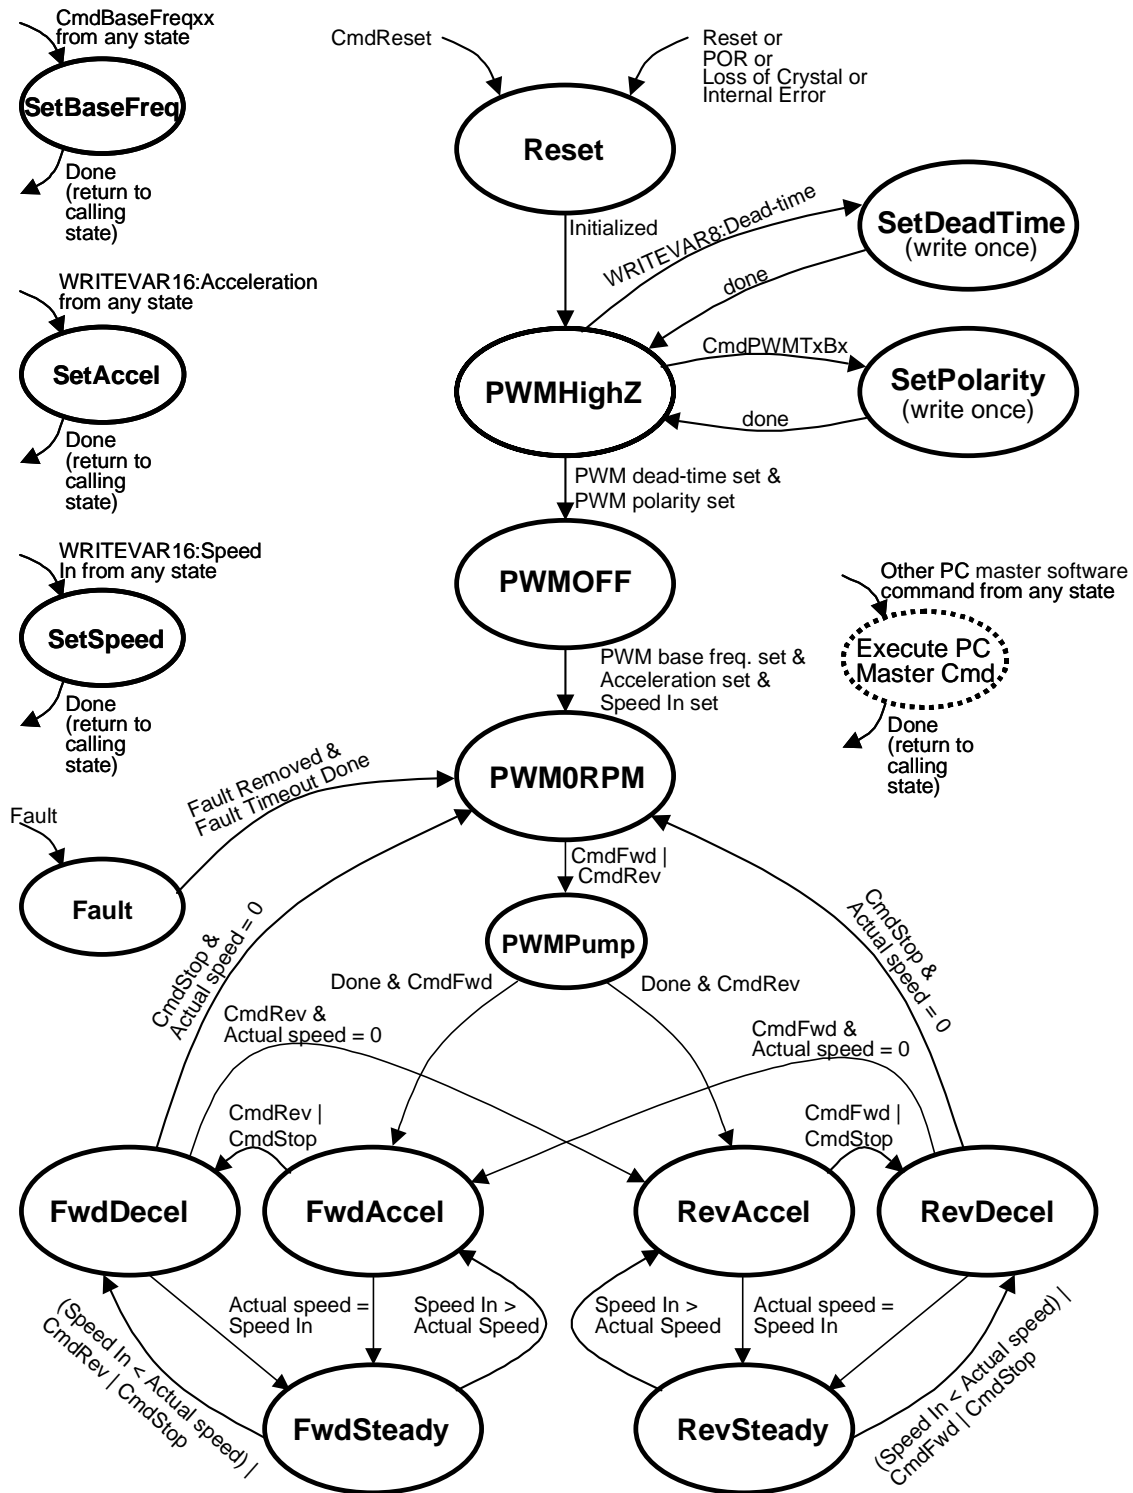 CmdBaseFreqxx
from any state
SetBaseFreq
Done
(return to
calling
state)
CmdReset
Reset or
POR or
Loss of Crystal or
Internal Error
Reset
Initialized
WRITEVAR8:Dead-time
SetDeadTime
(write once)
done
WRITEVAR16:Acceleration
from any state
SetAccel
Done
(return to
calling
state)
PWMHighZ
CmdPWMTxBx
SetPolarity
(write once)
done
PWM dead-time set &
PWM polarity set
WRITEVAR16:Speed
In from any state
SetSpeed
Done
(return to
calling
state)
PWMOFF
Other PC master software
command from any state
Execute PC
Master Cmd
Done
(return to
calling
state)
PWM base freq. set &
Acceleration set &
Speed In set
PWM0RPM
Fault Removed &
Fault Timeout Done
Fault
Fault
CmdFwd |
CmdRev
PWMPump
CmdStop &
Actual speed = 0
CmdStop &
Actual speed = 0
Done & CmdFwd
Done & CmdRev
CmdRev &
Actual speed = 0
CmdFwd &
Actual speed = 0
CmdRev |
CmdStop
CmdFwd |
CmdStop
FwdDecel
FwdAccel
RevAccel
RevDecel
(Speed In < Actual speed) |
CmdRev | CmdStop
Actual speed =
Speed In
Speed In >
Actual Speed
Speed In >
Actual Speed
Actual speed =
Speed In
(Speed In < Actual speed) |
CmdFwd | CmdStop
FwdSteady
RevSteady